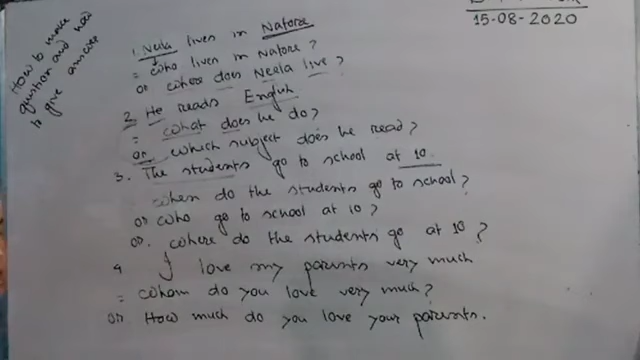 15-08-2020
How to make
question and how
to give answer
1. Neela lives in Natore
= Who lives in Natore?
or Where does Neela live?
2. He reads English
= What does he do?
or Which subject does he read?
3. The students go to school at 10
When do the students go to school?
or Who go to school at 10?
or. Where do the students go at 10?
4 I love my parents very much
= Whom do you love very much?
or. How much do you love your parents.